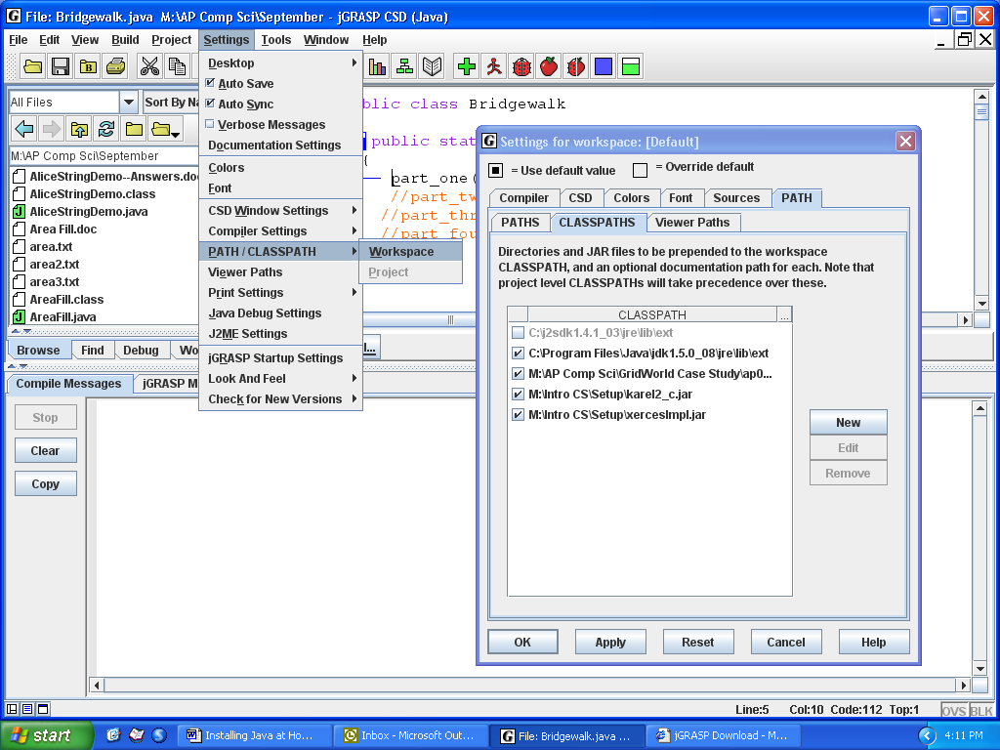 File: Bridgewalk.java  M:\AP Comp Sci\September - jGRASP CSD (Java)
File Edit View Build Project Settings Tools Window Help
Desktop
Auto Save
Auto Sync
Verbose Messages
Documentation Settings
Colors
Font
CSD Window Settings
Compiler Settings
PATH / CLASSPATH
Viewer Paths
Print Settings
Java Debug Settings
J2ME Settings
jGRASP Startup Settings
Look And Feel
Check for New Versions
Workspace
Project
All Files
Sort By Na
M:\AP Comp Sci\September
AliceStringDemo--Answers.doc
AliceStringDemo.class
AliceStringDemo.java
Area Fill.doc
area.txt
area2.txt
area3.txt
AreaFill.class
AreaFill.java
Browse Find Debug Wo
blic class Bridgewalk
public stat
{
part_one(
//part_tw
//part_thr
//part_fou
Compile Messages
jGRASP M
Stop
Clear
Copy
Settings for workspace: [Default]
= Use default value
= Override default
Compiler CSD Colors Font Sources PATH
PATHS CLASSPATHS Viewer Paths
Directories and JAR files to be prepended to the workspace
CLASSPATH, and an optional documentation path for each. Note that
project level CLASSPATHs will take precedence over these.
CLASSPATH ...
C:\j2sdk1.4.1_03\jre\lib\ext
C:\Program Files\Java\jdk1.5.0_08\jre\lib\ext
M:\AP Comp Sci\GridWorld Case Study\ap0...
M:\Intro CS\Setup\karel2_c.jar
M:\Intro CS\Setup\xercesImpl.jar
New
Edit
Remove
OK Apply Reset Cancel Help
Line:5 Col:10 Code:112 Top:1 OVS BLK
start
Installing Java at Ho...
Inbox - Microsoft Out...
File: Bridgewalk.java ...
jGRASP Download - M...
4:11 PM